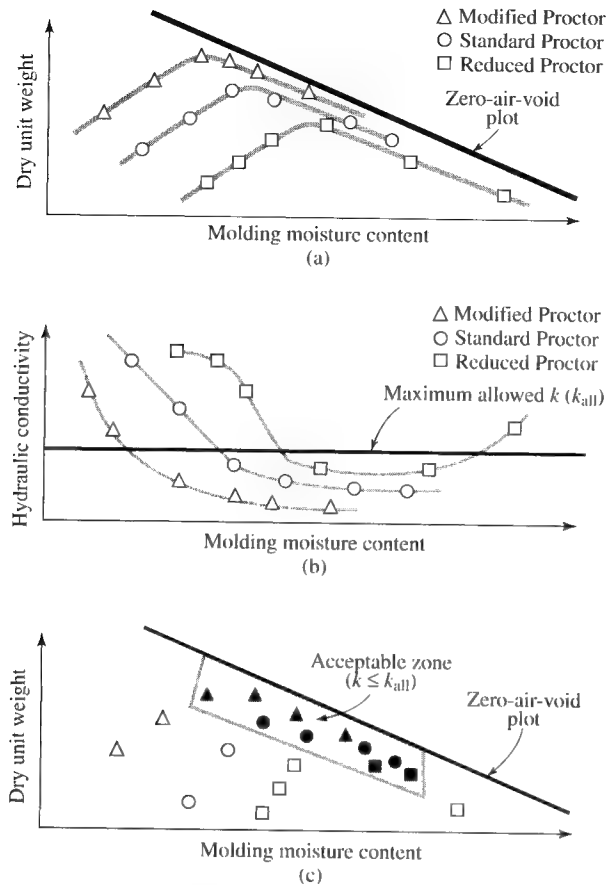 △ Modified Proctor
○ Standard Proctor
□ Reduced Proctor
Zero-air-void
plot
Dry unit weight
Molding moisture content
(a)
△ Modified Proctor
○ Standard Proctor
□ Reduced Proctor
Maximum allowed k (k_all)
Hydraulic conductivity
Molding moisture content
(b)
Acceptable zone
(k ≤ k_all)
Zero-air-void
plot
Dry unit weight
Molding moisture content
(c)